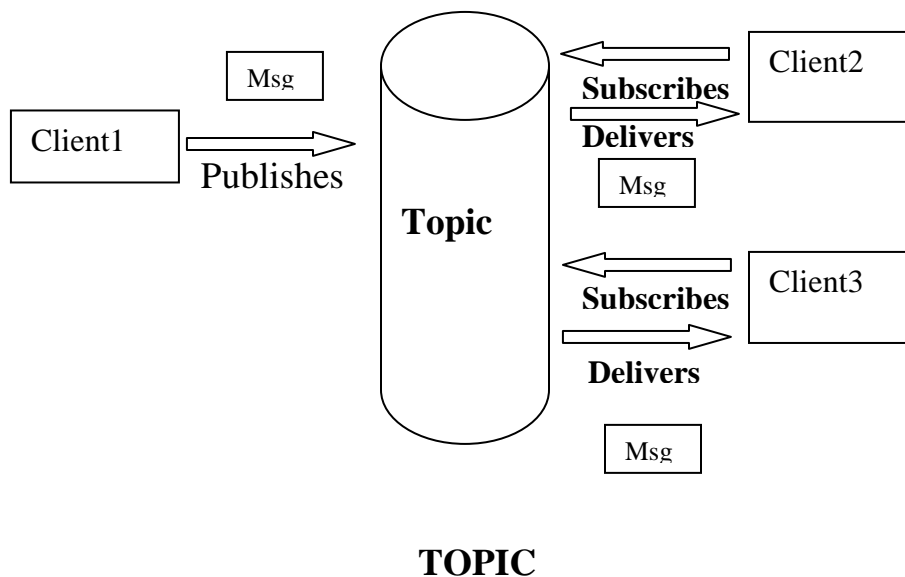 Msg
Client1
Publishes
Topic
Client2
Subscribes
Delivers
Msg
Client3
Subscribes
Delivers
Msg
TOPIC